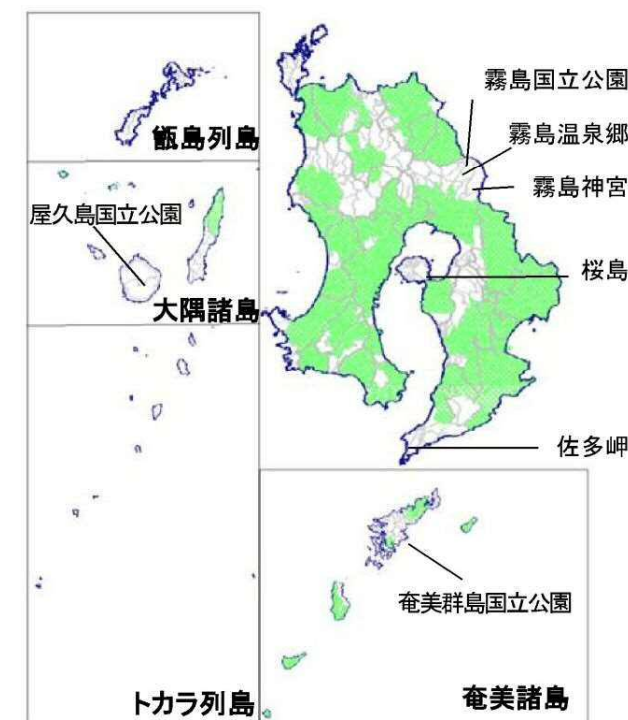 甑島列島
屋久島国立公園
大隅諸島
トカラ列島
霧島国立公園
霧島温泉郷
霧島神宮
桜島
佐多岬
奄美群島国立公園
奄美諸島